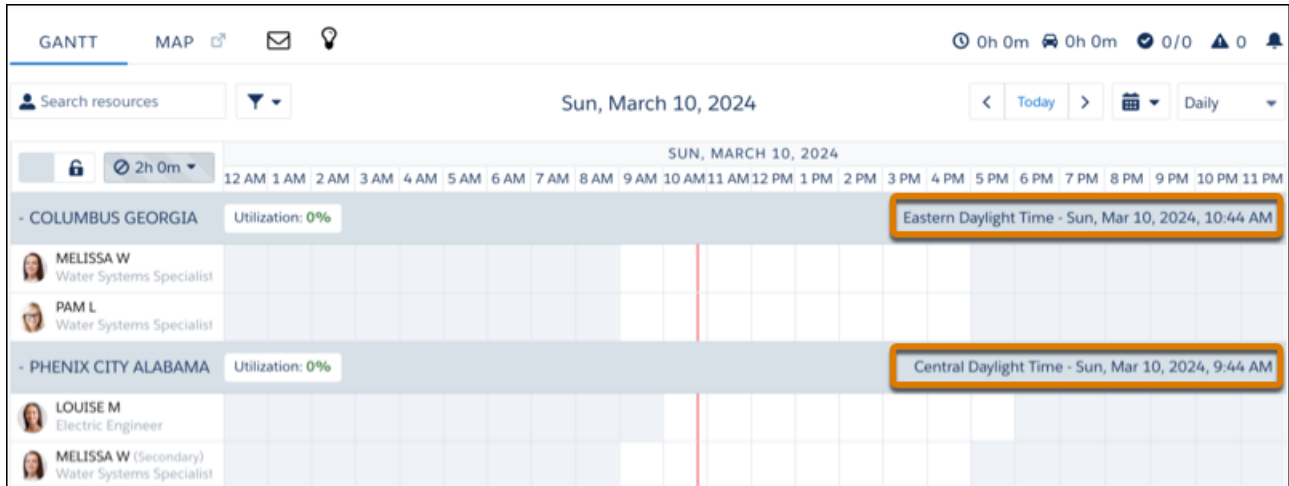 GANTT MAP 0h 0m 0h 0m 0/0 0
Search resources Sun, March 10, 2024 Today Daily
SUN, MARCH 10, 2024
2h 0m 12 AM 1 AM 2 AM 3 AM 4 AM 5 AM 6 AM 7 AM 8 AM 9 AM 10 AM 11 AM 12 PM 1 PM 2 PM 3 PM 4 PM 5 PM 6 PM 7 PM 8 PM 9 PM 10 PM 11 PM
- COLUMBUS GEORGIA Utilization: 0% Eastern Daylight Time - Sun, Mar 10, 2024, 10:44 AM
MELISSA W
Water Systems Specialist
PAM L
Water Systems Specialist
- PHENIX CITY ALABAMA Utilization: 0% Central Daylight Time - Sun, Mar 10, 2024, 9:44 AM
LOUISE M
Electric Engineer
MELISSA W (Secondary)
Water Systems Specialist